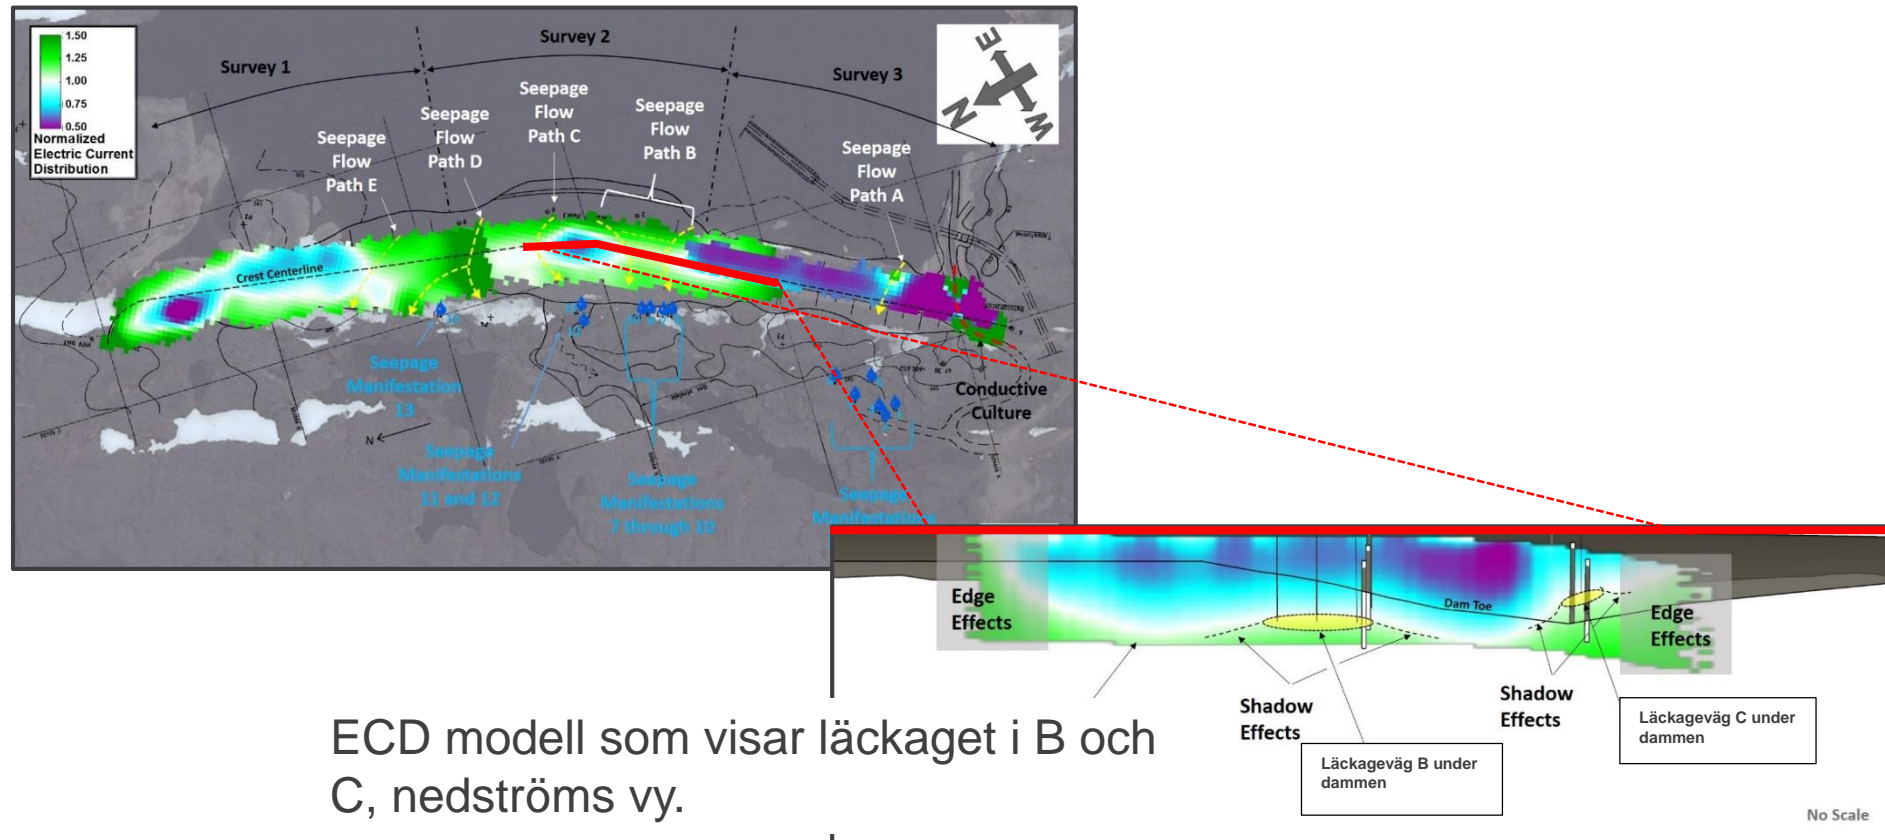 1.50
1.25
1.00
0.75
0.50
Normalized
Electric Current
Distribution
Survey 1
Survey 2
Survey 3
E
N
W
Seepage
Flow
Path E
Seepage
Flow
Path D
Seepage
Flow
Path C
Seepage
Flow
Path B
Seepage
Flow
Path A
Crest Centerline
Seepage
Manifestation
13
N
Seepage
Manifestations
11 and 12
Seepage
Manifestations
7 through 10
Seepage
Manifestations
Conductive
Culture
Edge
Effects
Dam Toe
Edge
Effects
Shadow
Effects
Shadow
Effects
Läckageväg B under
dammen
Läckageväg C under
dammen
ECD modell som visar läckaget i B och
C, nedströms vy.
No Scale